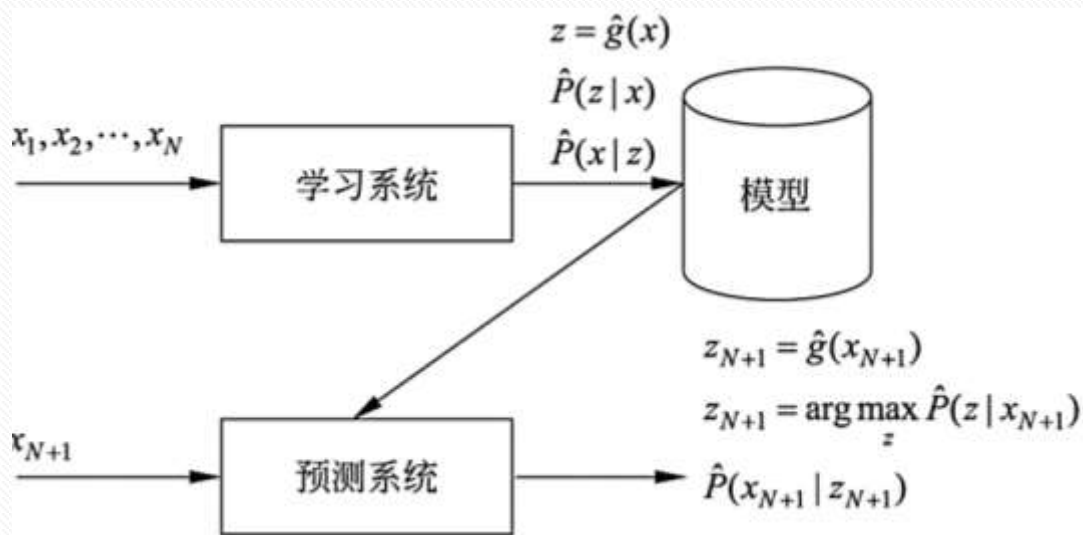 z = ĝ(x)
P̂(z | x)
P̂(x | z)
x₁, x₂, ⋯, x_N
学习系统
模型
z_{N+1} = ĝ(x_{N+1})
z_{N+1} = arg max_z P̂(z | x_{N+1})
x_{N+1}
预测系统
P̂(x_{N+1} | z_{N+1})